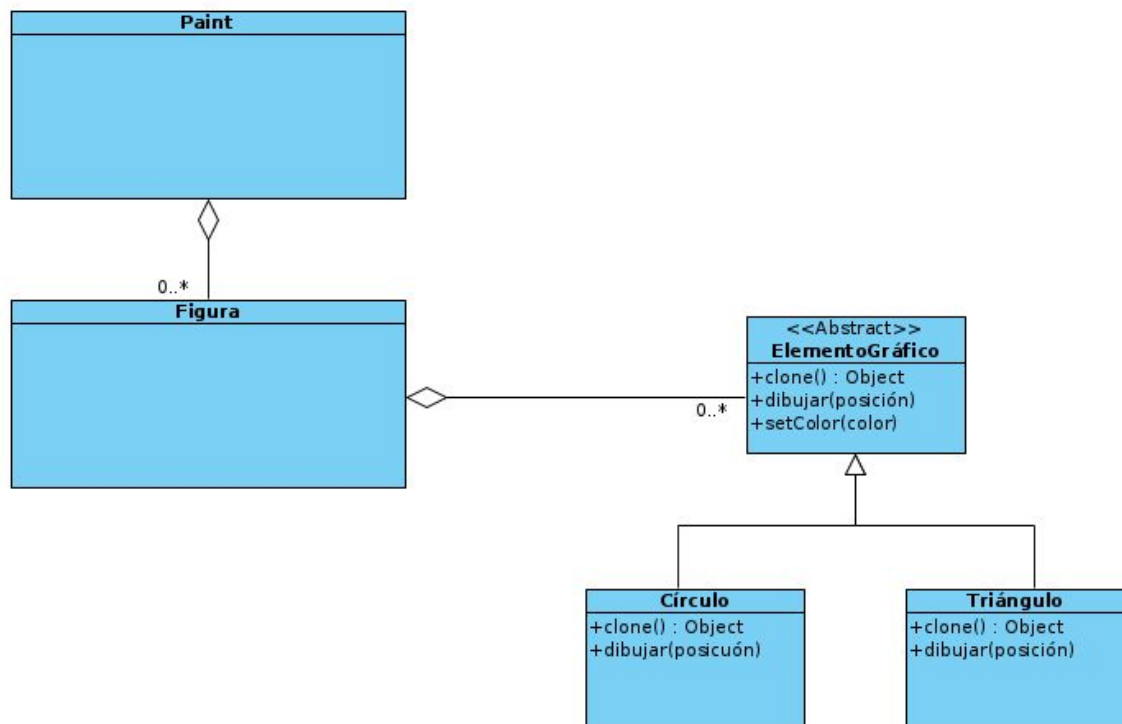 Paint
0..*
Figura
<<Abstract>>
ElementoGráfico
+clone() : Object
+dibujar(posición)
+setColor(color)
0..*
Círculo
+clone() : Object
+dibujar(posicuón)
Triángulo
+clone() : Object
+dibujar(posición)